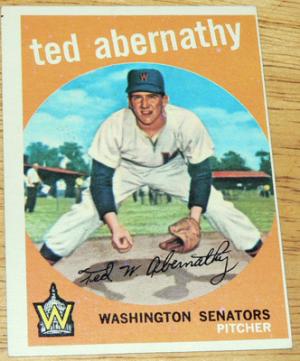 ted abernathy
W
Ted W Abernathy
W
WASHINGTON SENATORS
PITCHER